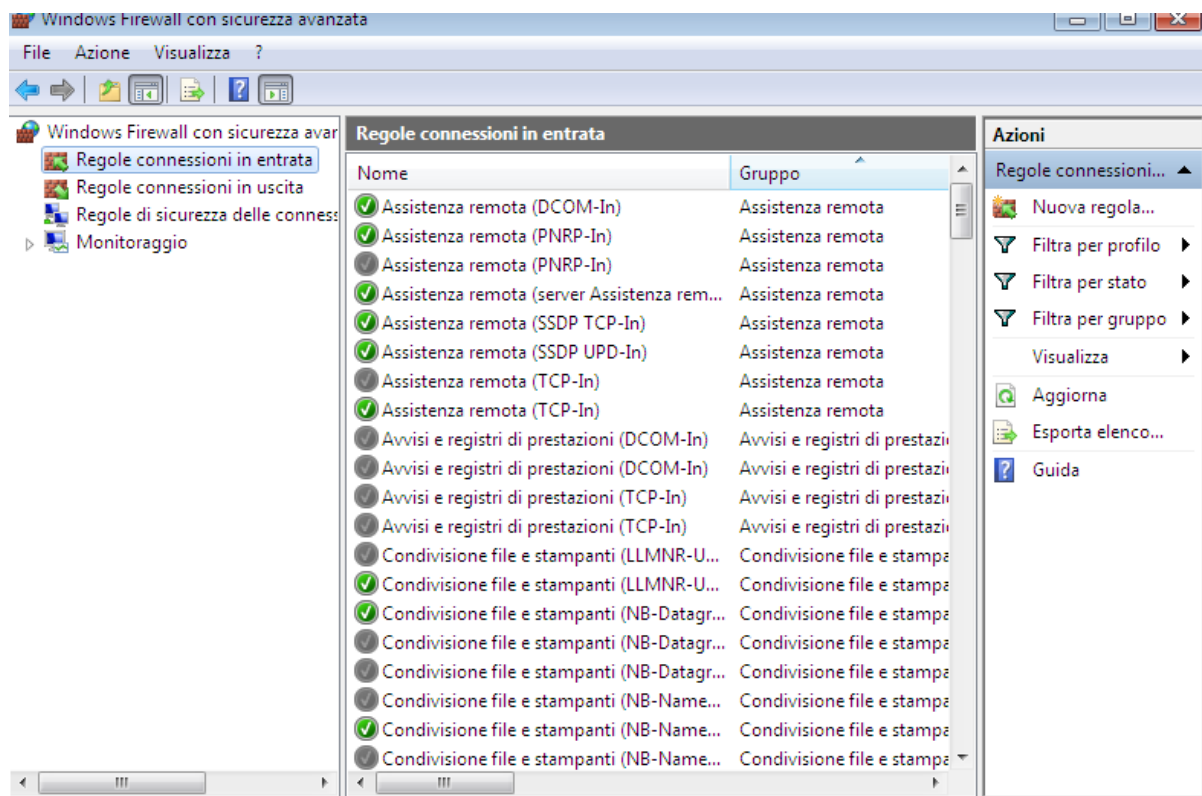 Windows Firewall con sicurezza avanzata
File Azione Visualizza ?
Windows Firewall con sicurezza avar
Regole connessioni in entrata
Regole connessioni in uscita
Regole di sicurezza delle conness
Monitoraggio
Regole connessioni in entrata
Nome Gruppo
Assistenza remota (DCOM-In) Assistenza remota
Assistenza remota (PNRP-In) Assistenza remota
Assistenza remota (PNRP-In) Assistenza remota
Assistenza remota (server Assistenza rem... Assistenza remota
Assistenza remota (SSDP TCP-In) Assistenza remota
Assistenza remota (SSDP UPD-In) Assistenza remota
Assistenza remota (TCP-In) Assistenza remota
Assistenza remota (TCP-In) Assistenza remota
Avvisi e registri di prestazioni (DCOM-In) Avvisi e registri di prestazi
Avvisi e registri di prestazioni (DCOM-In) Avvisi e registri di prestazi
Avvisi e registri di prestazioni (TCP-In) Avvisi e registri di prestazi
Avvisi e registri di prestazioni (TCP-In) Avvisi e registri di prestazi
Condivisione file e stampanti (LLMNR-U... Condivisione file e stampa
Condivisione file e stampanti (LLMNR-U... Condivisione file e stampa
Condivisione file e stampanti (NB-Datagr... Condivisione file e stampa
Condivisione file e stampanti (NB-Datagr... Condivisione file e stampa
Condivisione file e stampanti (NB-Datagr... Condivisione file e stampa
Condivisione file e stampanti (NB-Name... Condivisione file e stampa
Condivisione file e stampanti (NB-Name... Condivisione file e stampa
Condivisione file e stampanti (NB-Name... Condivisione file e stampa
Azioni
Regole connessioni...
Nuova regola...
Filtra per profilo
Filtra per stato
Filtra per gruppo
Visualizza
Aggiorna
Esporta elenco...
Guida